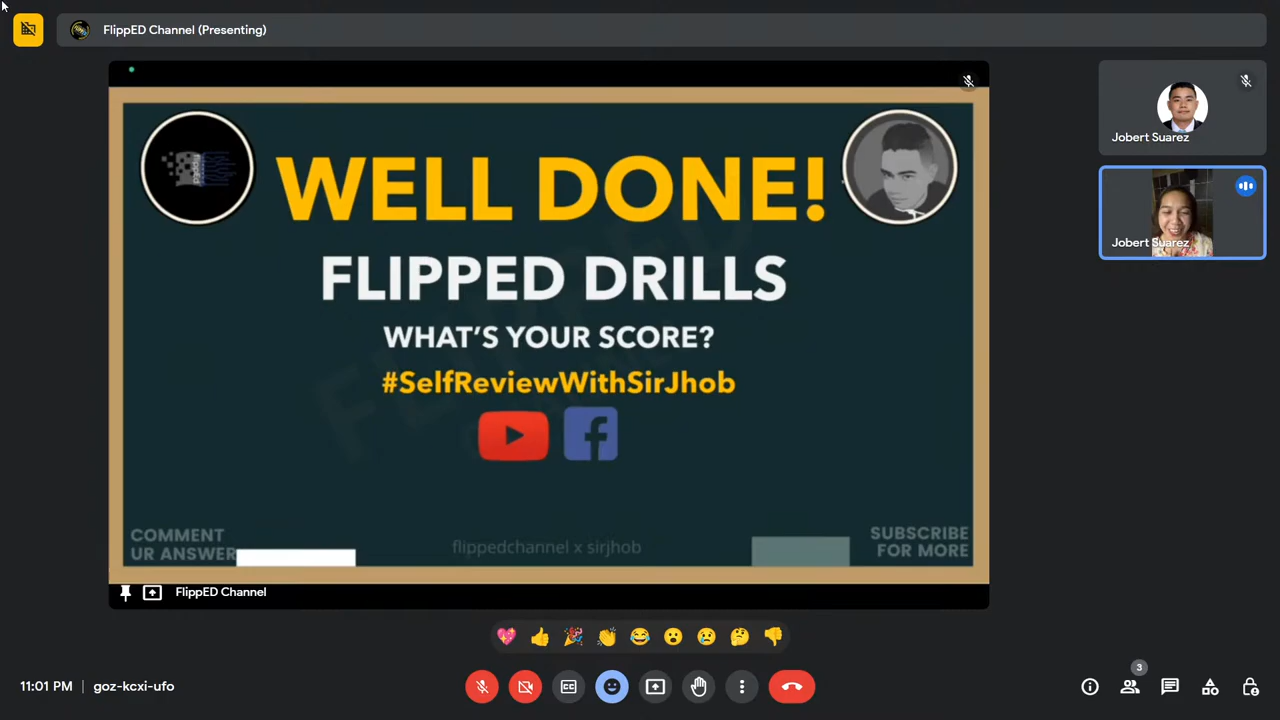 FlippED Channel (Presenting)
WELL DONE!
FLIPPED DRILLS
WHAT'S YOUR SCORE?
#SelfReviewWithSirJhob
COMMENT
UR ANSWER
flippedchannel x sirjhob
SUBSCRIBE
FOR MORE
FlippED Channel
Jobert Suarez
Jobert Suarez
11:01 PM | goz-kcxi-ufo
CC
3